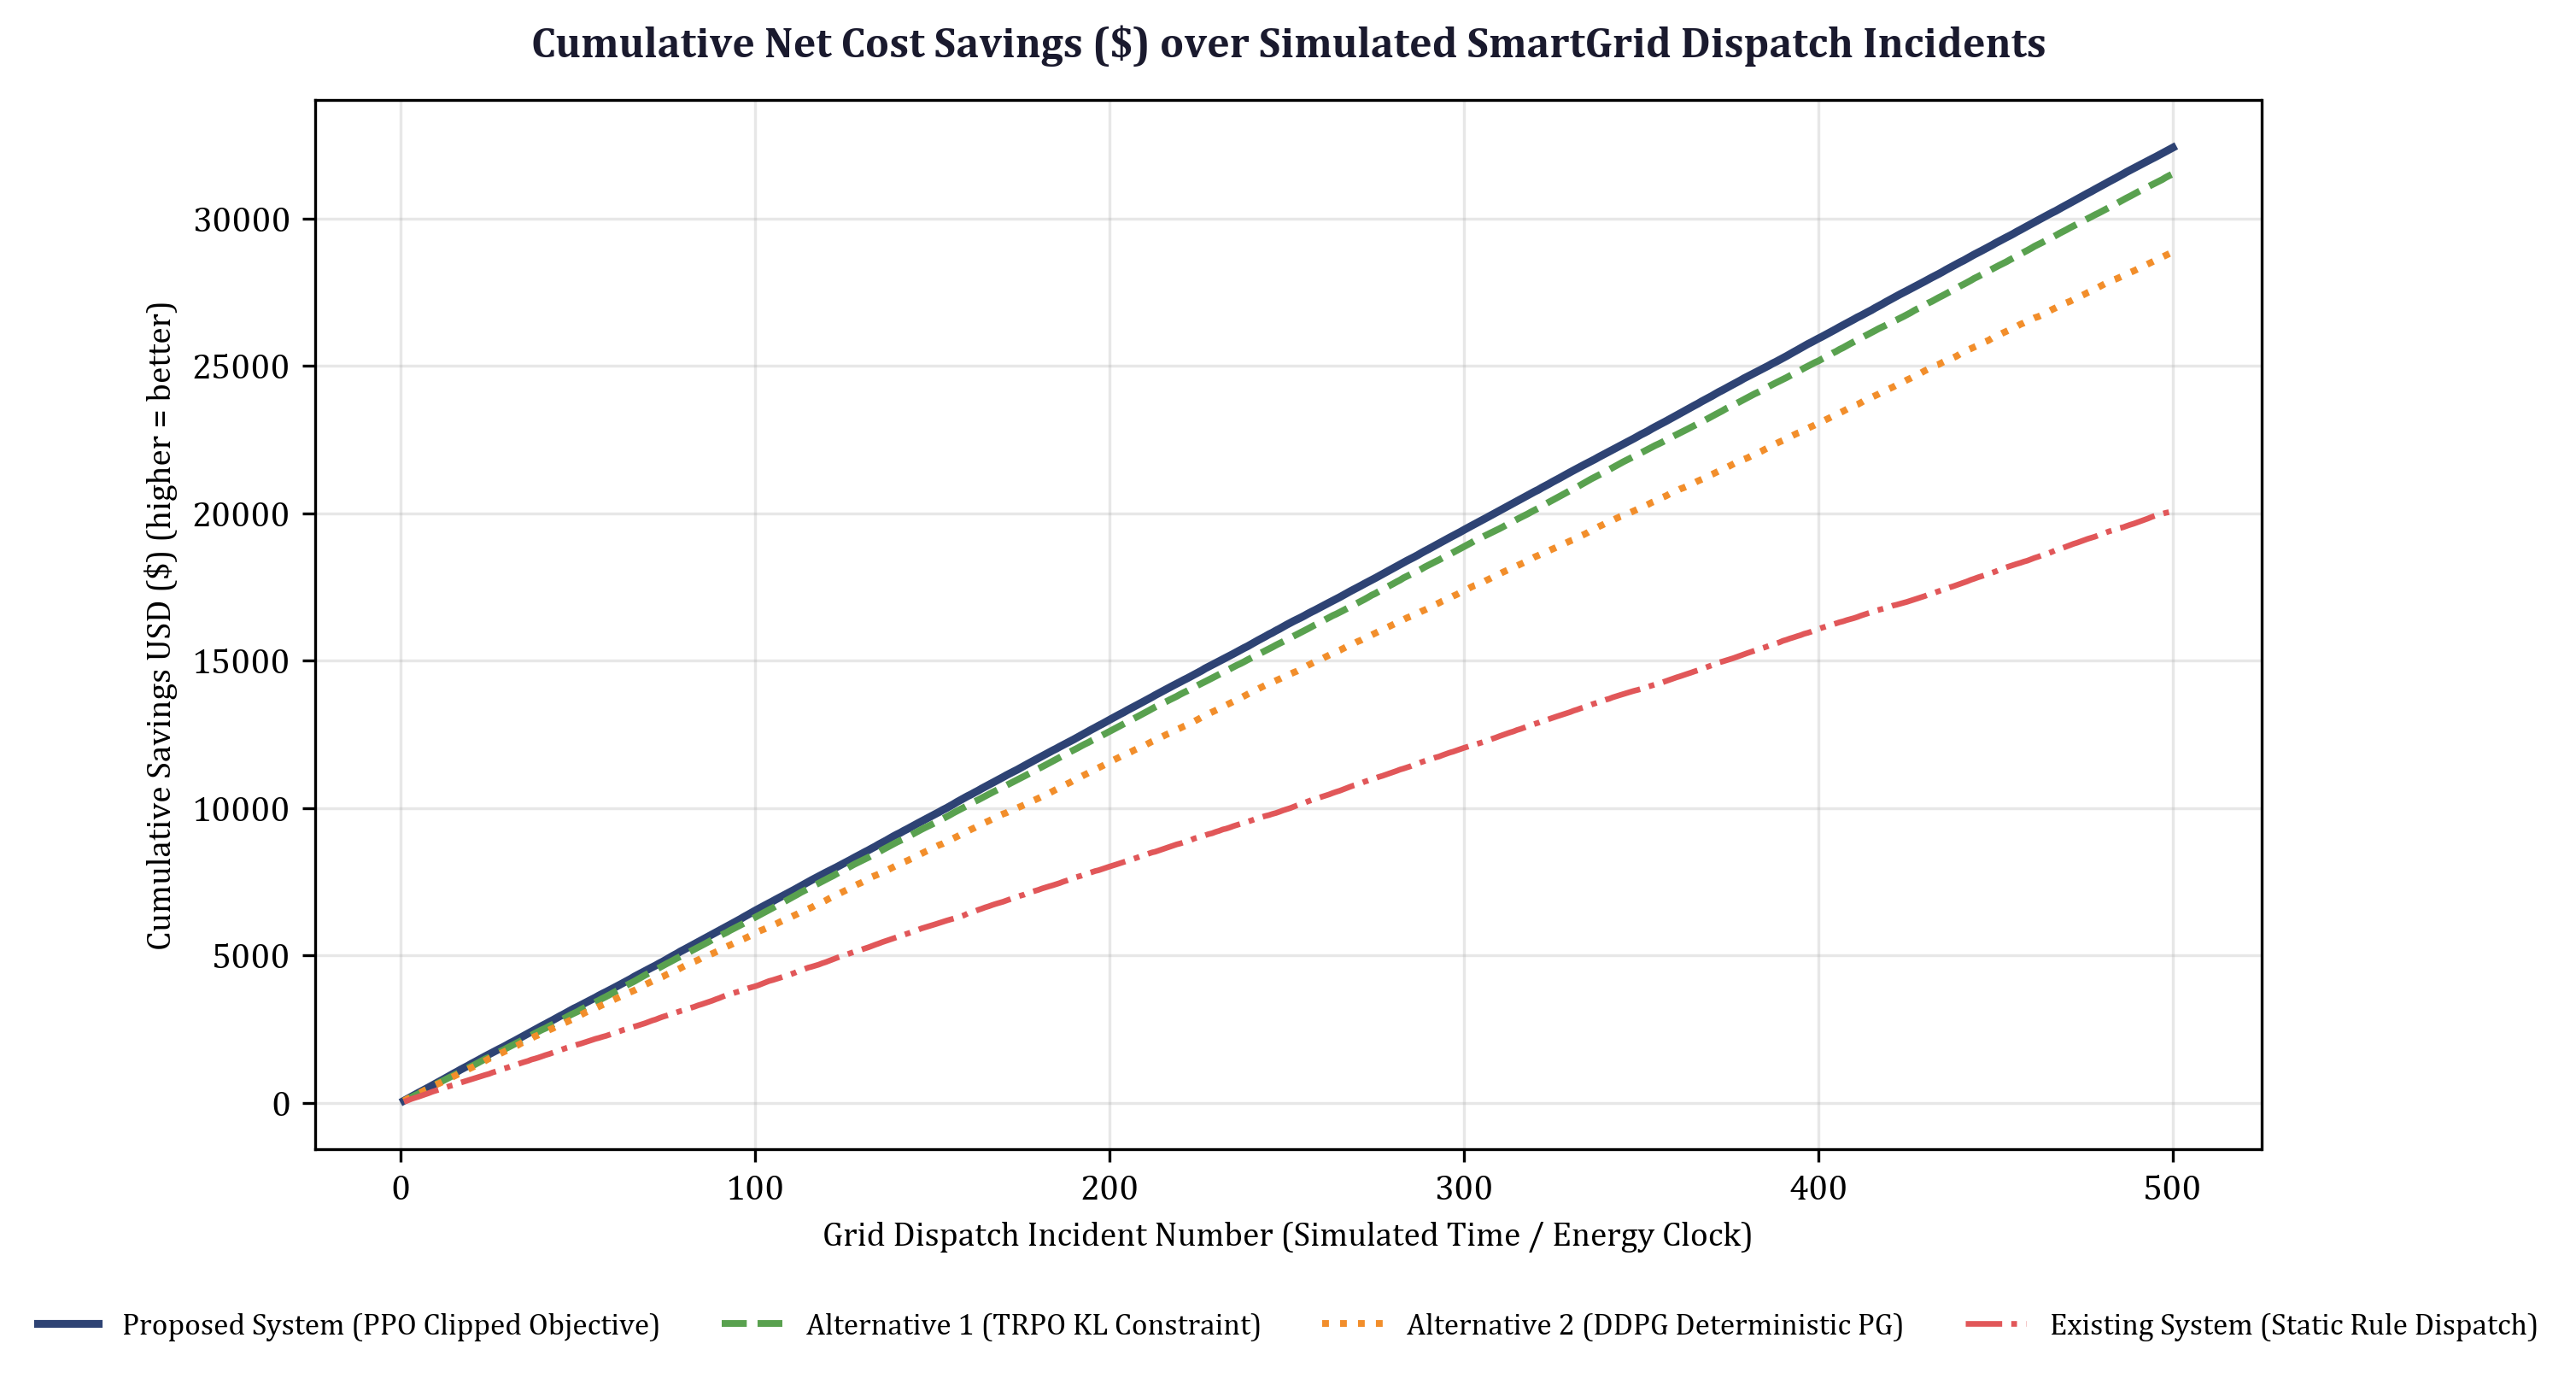 Cumulative Net Cost Savings ($) over Simulated SmartGrid Dispatch Incidents
Cumulative Savings USD ($) (higher = better)
30000
25000
20000
15000
10000
5000
0
0 100 200 300 400 500
Grid Dispatch Incident Number (Simulated Time / Energy Clock)
Proposed System (PPO Clipped Objective) Alternative 1 (TRPO KL Constraint) Alternative 2 (DDPG Deterministic PG) Existing System (Static Rule Dispatch)